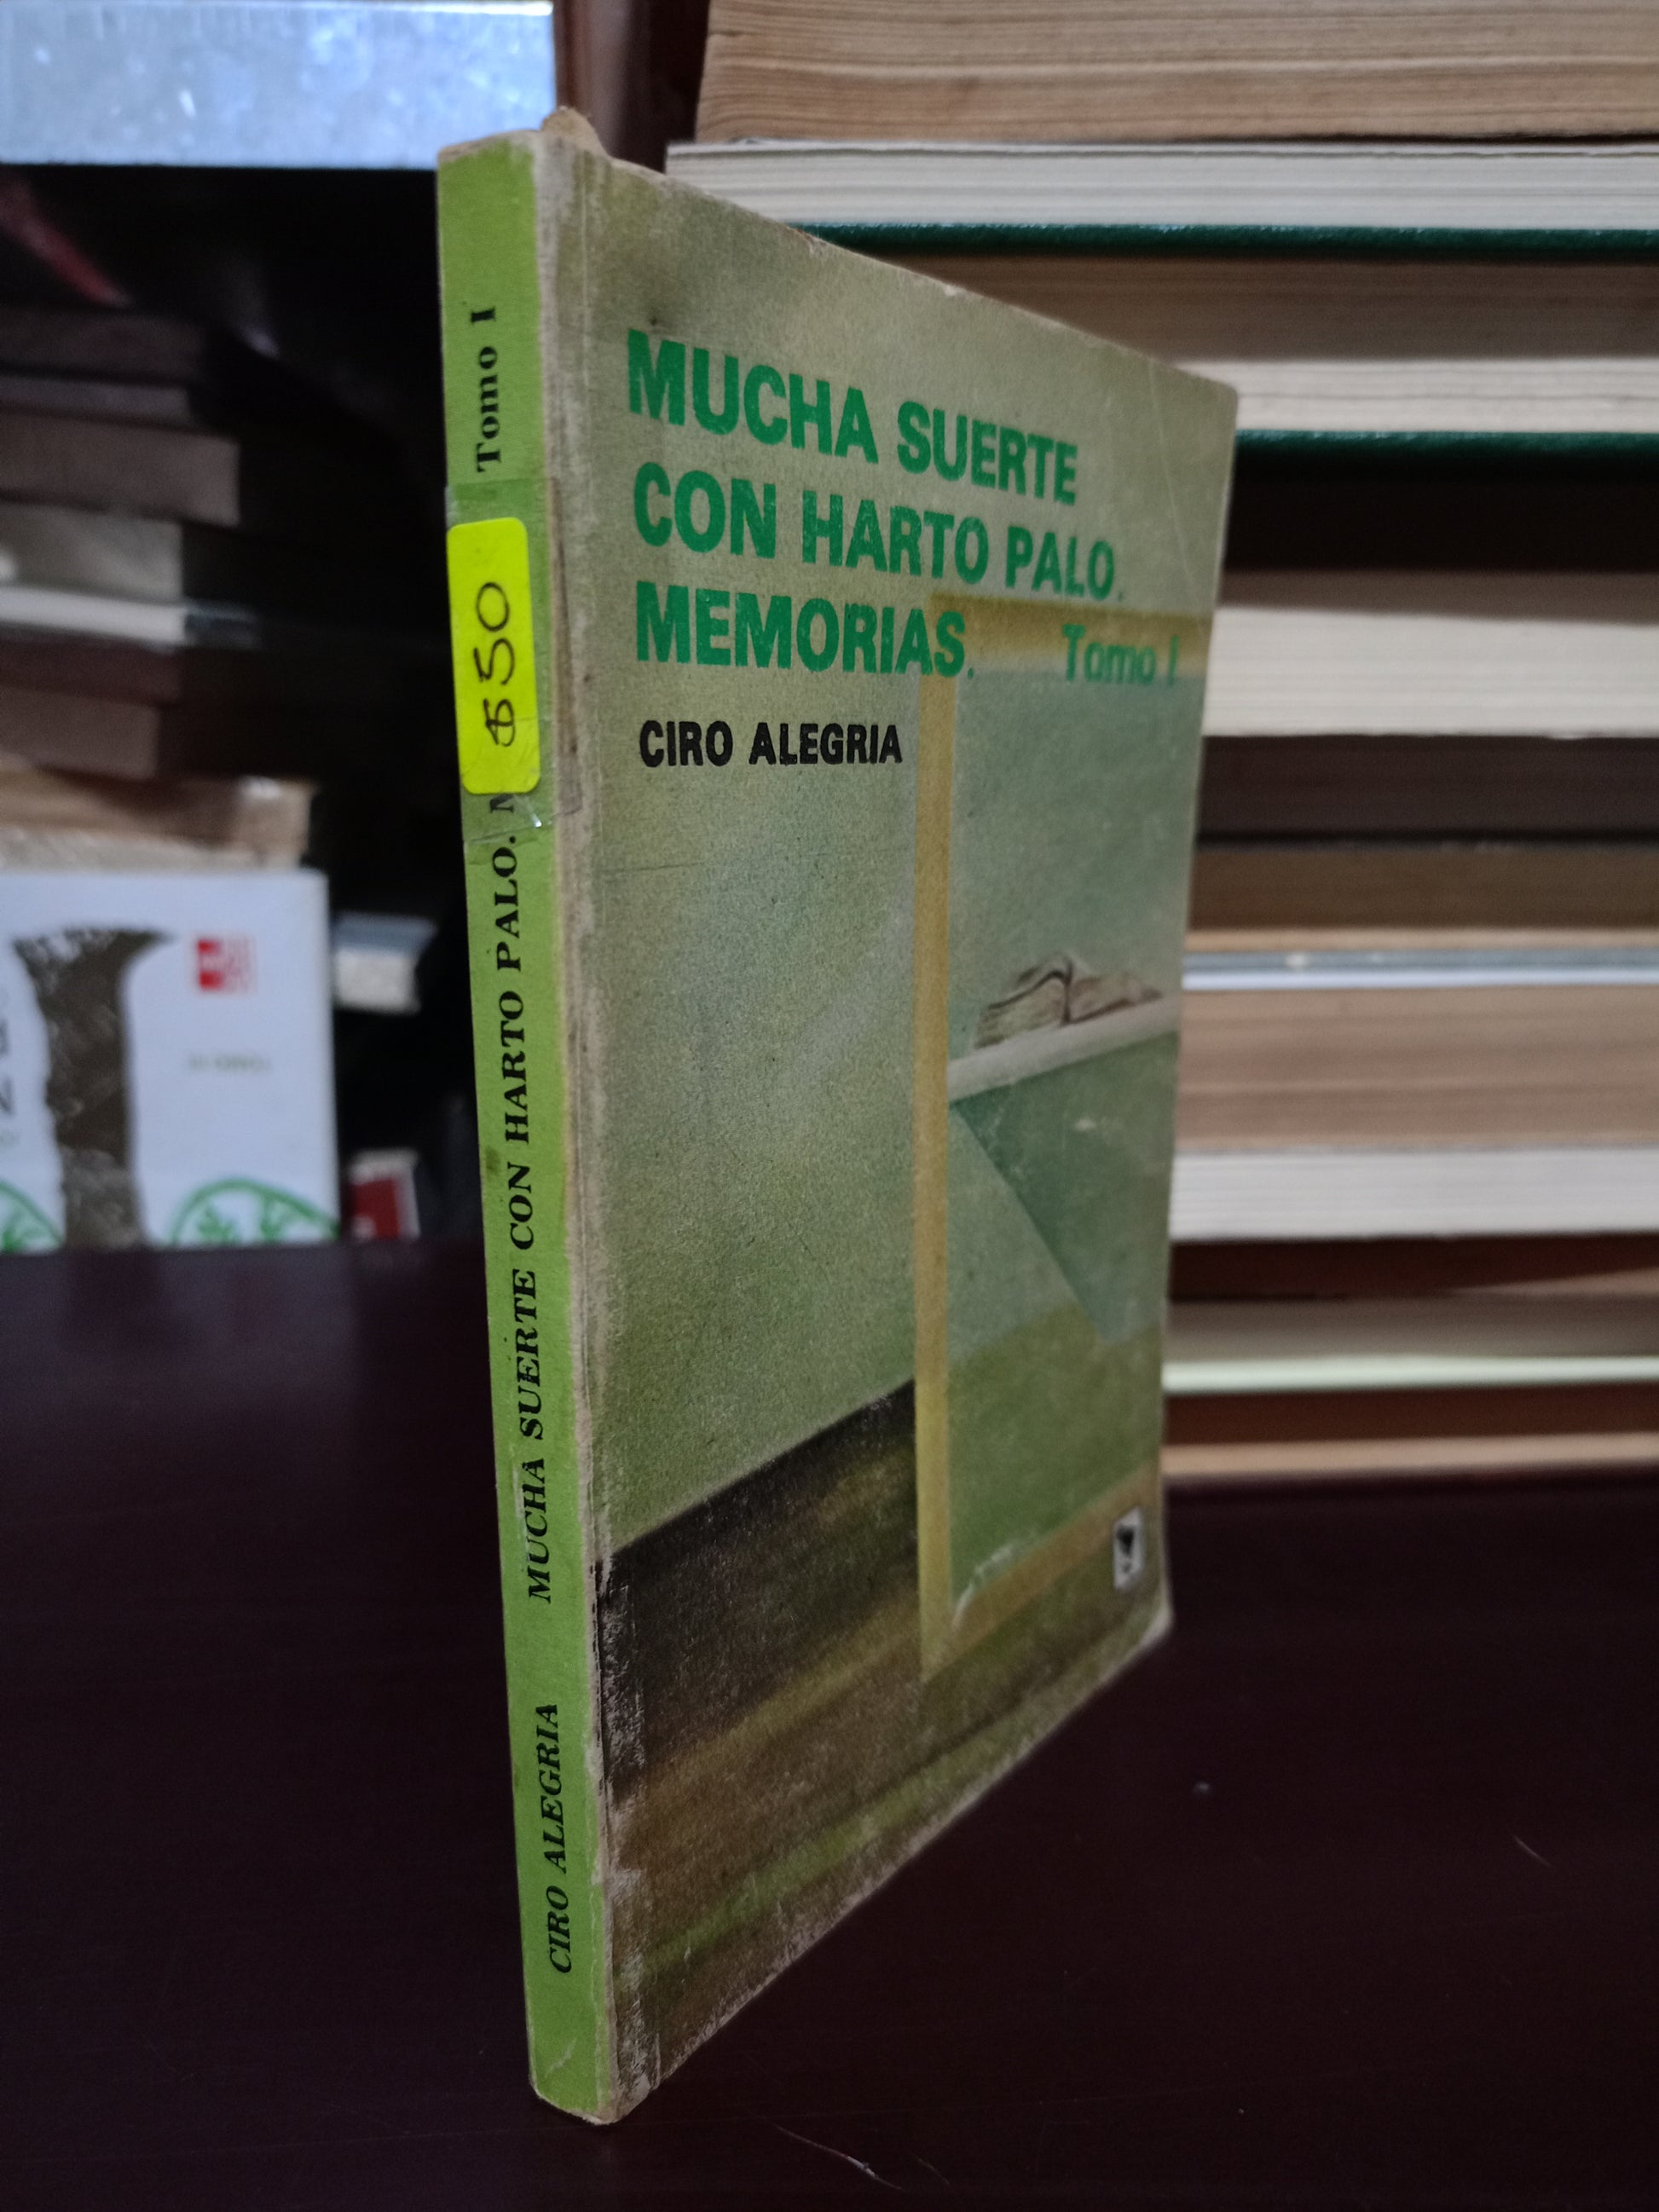 MUCHA SUERTE
CON HARTO PALO.
MEMORIAS.
Tomo I
CIRO ALEGRIA
CIRO ALEGRIA MUCHA SUERTE CON HARTO PALO. M Tomo I
$50